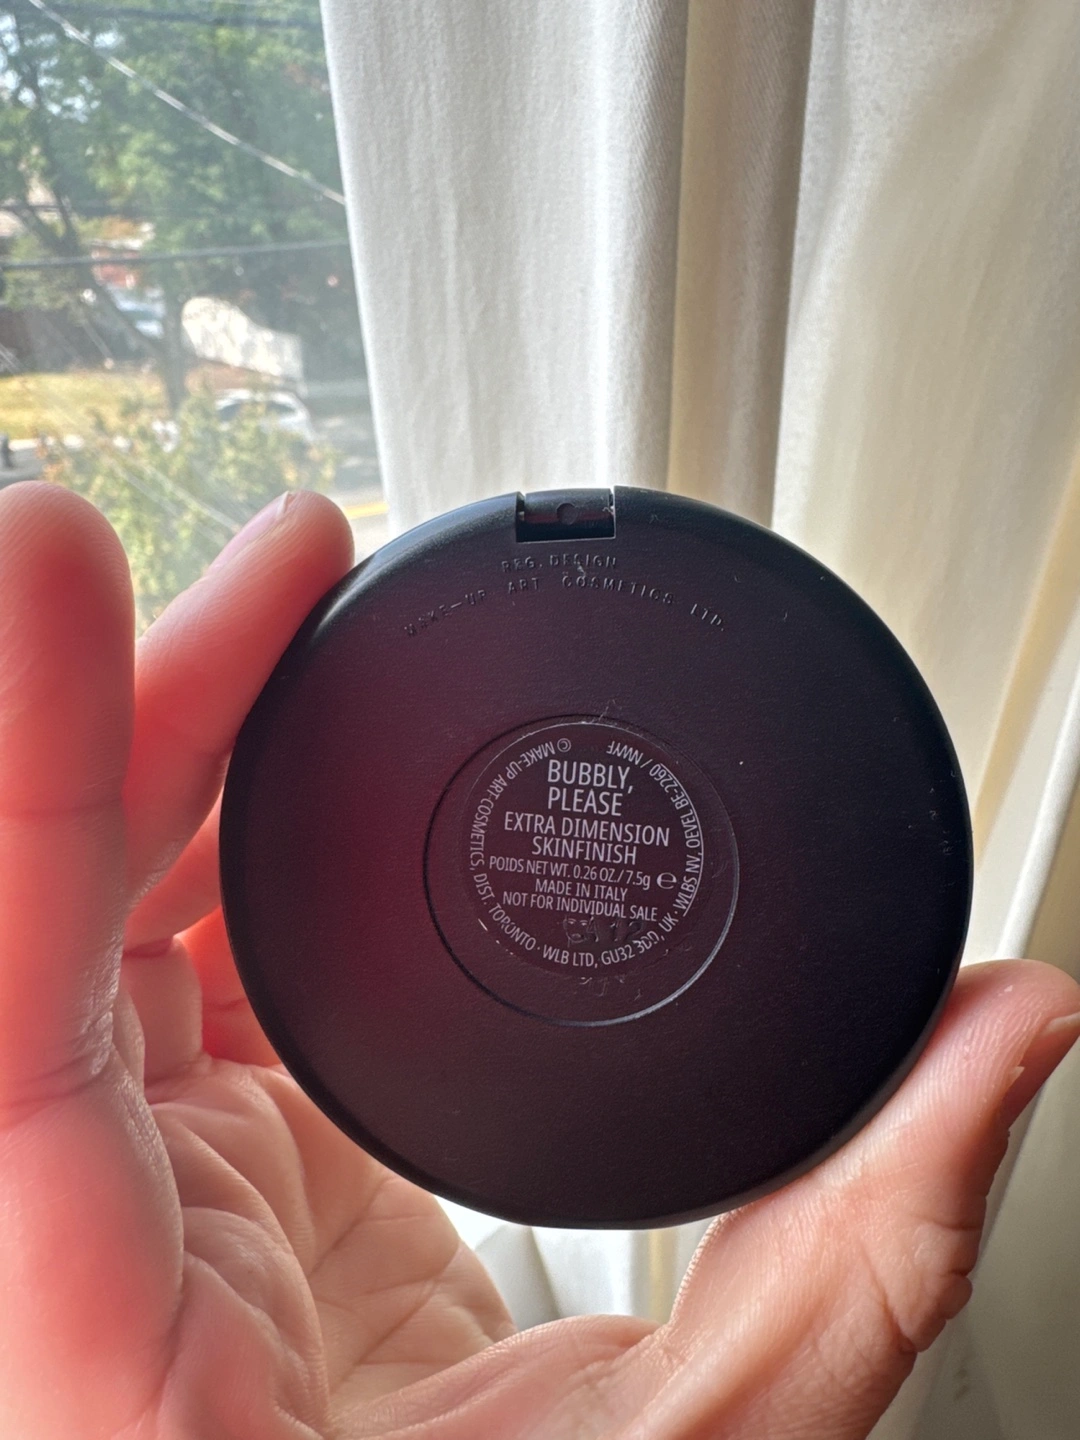 REG. DESIGN
MAKE-UP ART COSMETICS LTD.
BUBBLY,
PLEASE
EXTRA DIMENSION
SKINFINISH
POIDS NET WT. 0.26 OZ./7.5g ℮
MADE IN ITALY
NOT FOR INDIVIDUAL SALE
© MAKE-UP ART COSMETICS, DIST. TORONTO · WLB LTD, GU32 3DD, UK · WLBS NV, OEVEL BE-2260 / NWYF